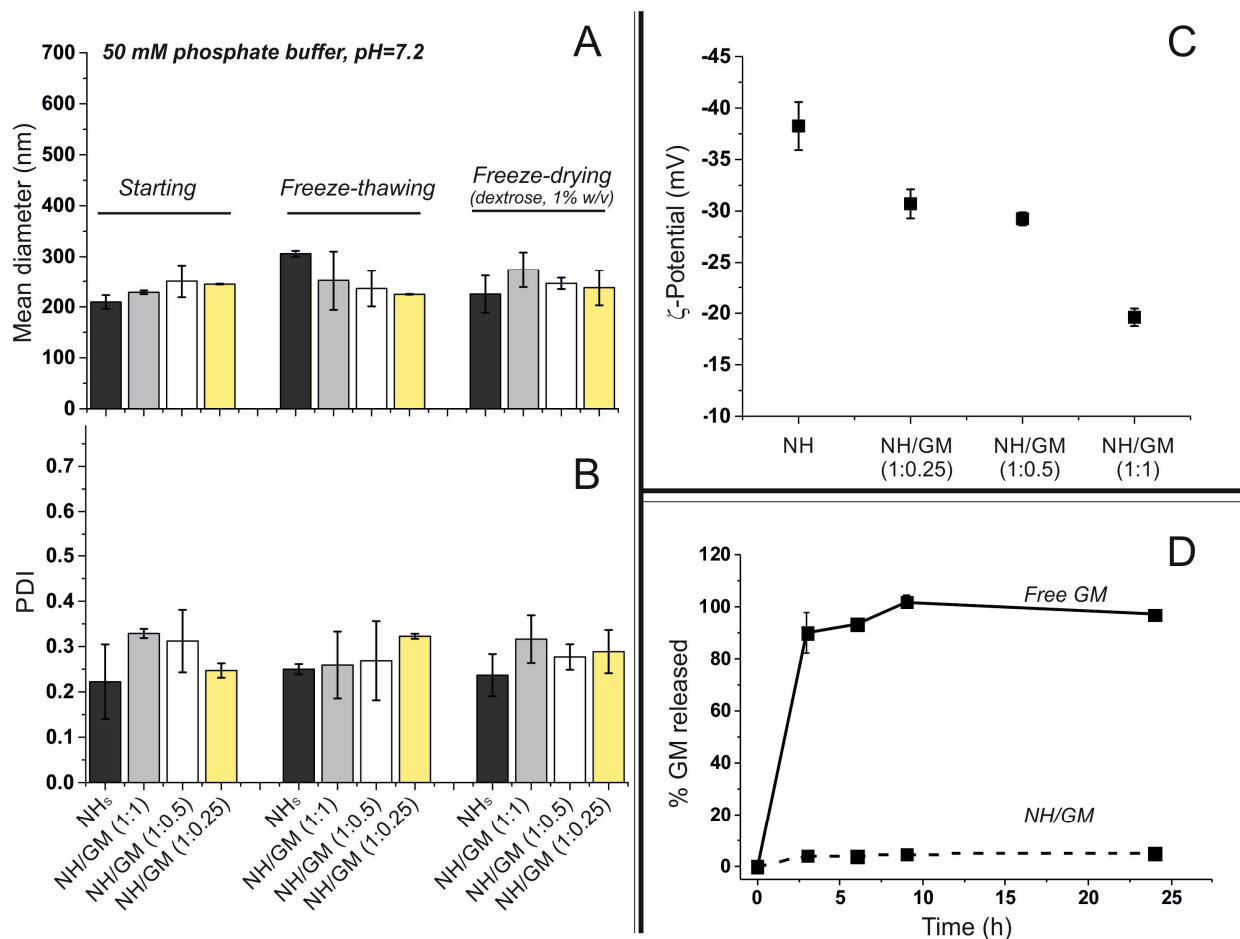 A
50 mM phosphate buffer, pH=7.2
Mean diameter (nm)
700
600
500
400
300
200
100
0
Starting
Freeze-thawing
Freeze-drying
(dextrose, 1% w/v)
B
PDI
0.7
0.6
0.5
0.4
0.3
0.2
0.1
0.0
NHs
NH/GM (1:1)
NH/GM (1:0.5)
NH/GM (1:0.25)
NHs
NH/GM (1:1)
NH/GM (1:0.5)
NH/GM (1:0.25)
NHs
NH/GM (1:1)
NH/GM (1:0.5)
NH/GM (1:0.25)
C
ζ-Potential (mV)
-45
-40
-35
-30
-25
-20
-15
-10
NH
NH/GM
(1:0.25)
NH/GM
(1:0.5)
NH/GM
(1:1)
D
% GM released
120
100
80
60
40
20
0
Free GM
NH/GM
0
5
10
15
20
25
Time (h)